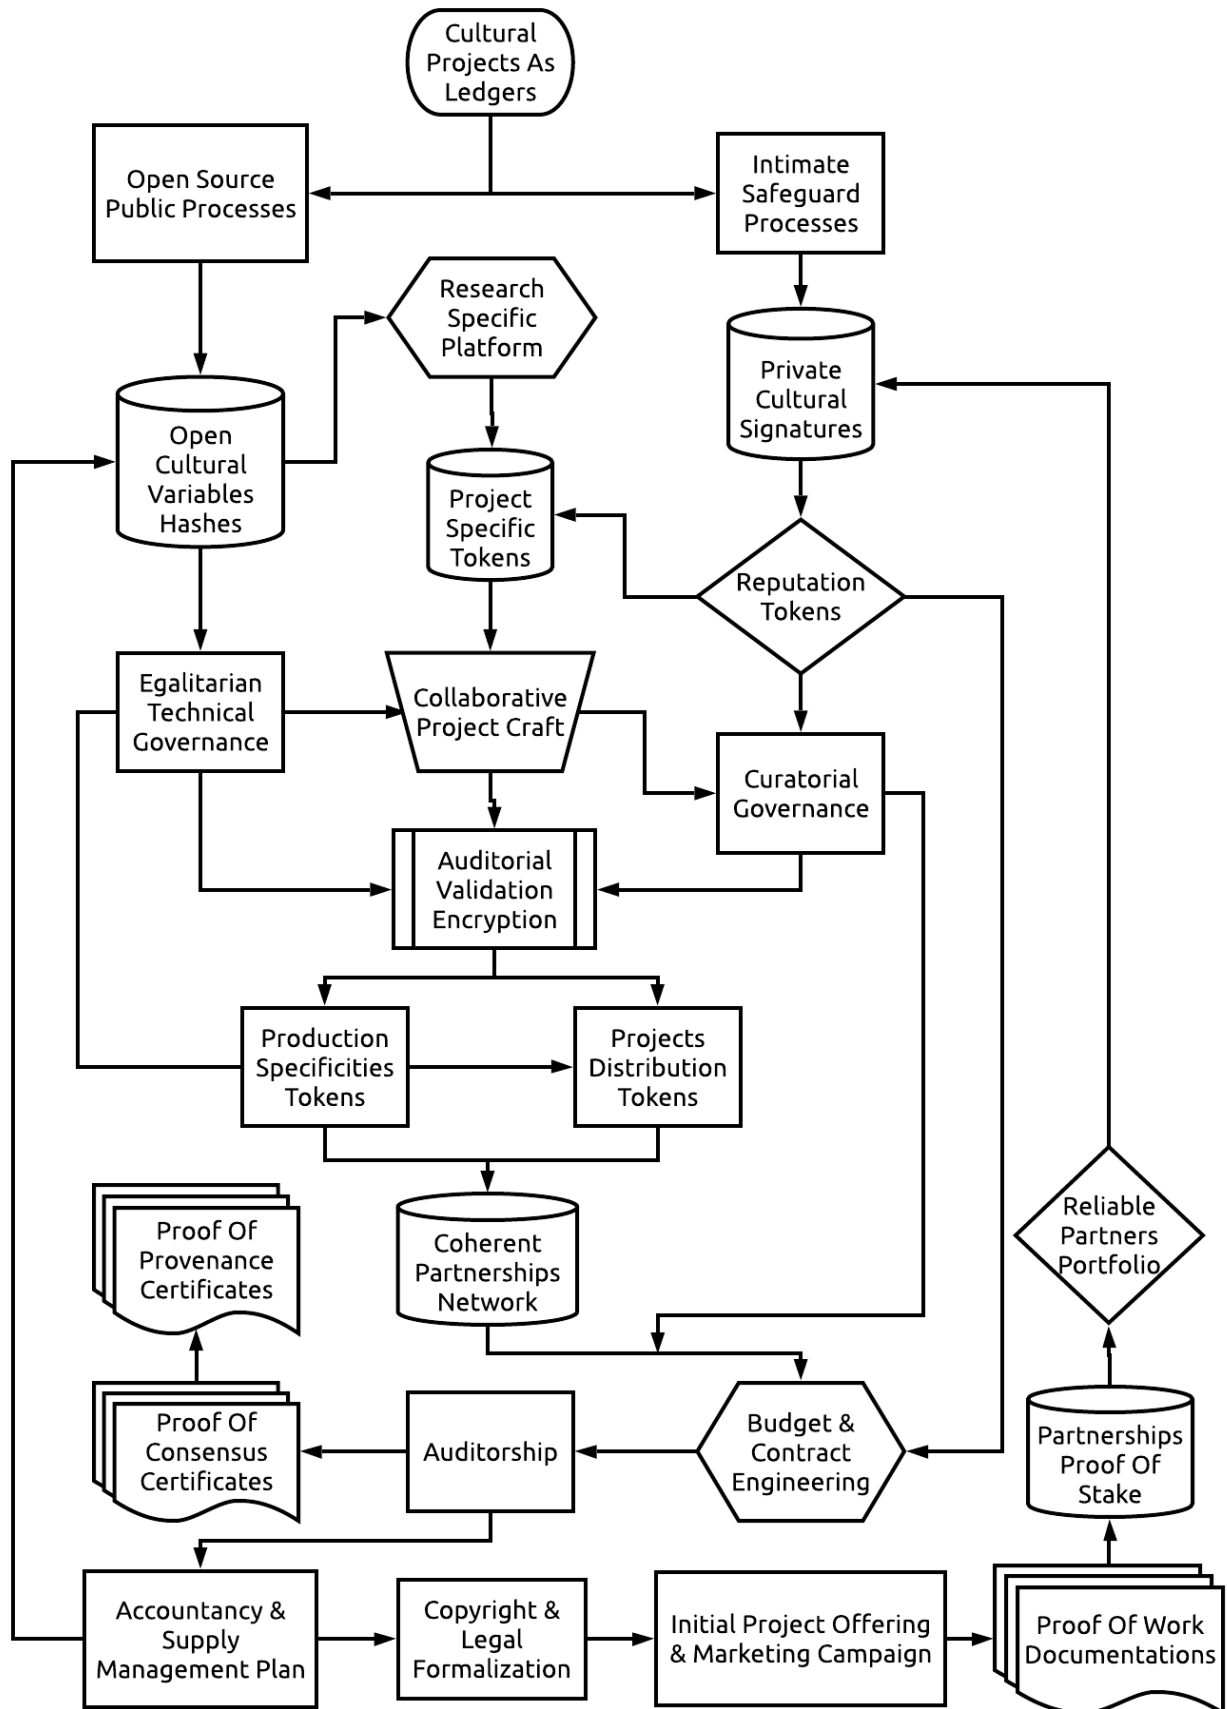 Cultural
Projects As
Ledgers
Open Source
Public Processes
Intimate
Safeguard
Processes
Research
Specific
Platform
Private
Cultural
Signatures
Open
Cultural
Variables
Hashes
Project
Specific
Tokens
Reputation
Tokens
Egalitarian
Technical
Governance
Collaborative
Project Craft
Curatorial
Governance
Auditorial
Validation
Encryption
Production
Specificities
Tokens
Projects
Distribution
Tokens
Proof Of
Provenance
Certificates
Coherent
Partnerships
Network
Reliable
Partners
Portfolio
Proof Of
Consensus
Certificates
Auditorship
Budget &
Contract
Engineering
Partnerships
Proof Of
Stake
Accountancy &
Supply
Management Plan
Copyright &
Legal
Formalization
Initial Project Offering
& Marketing Campaign
Proof Of Work
Documentations